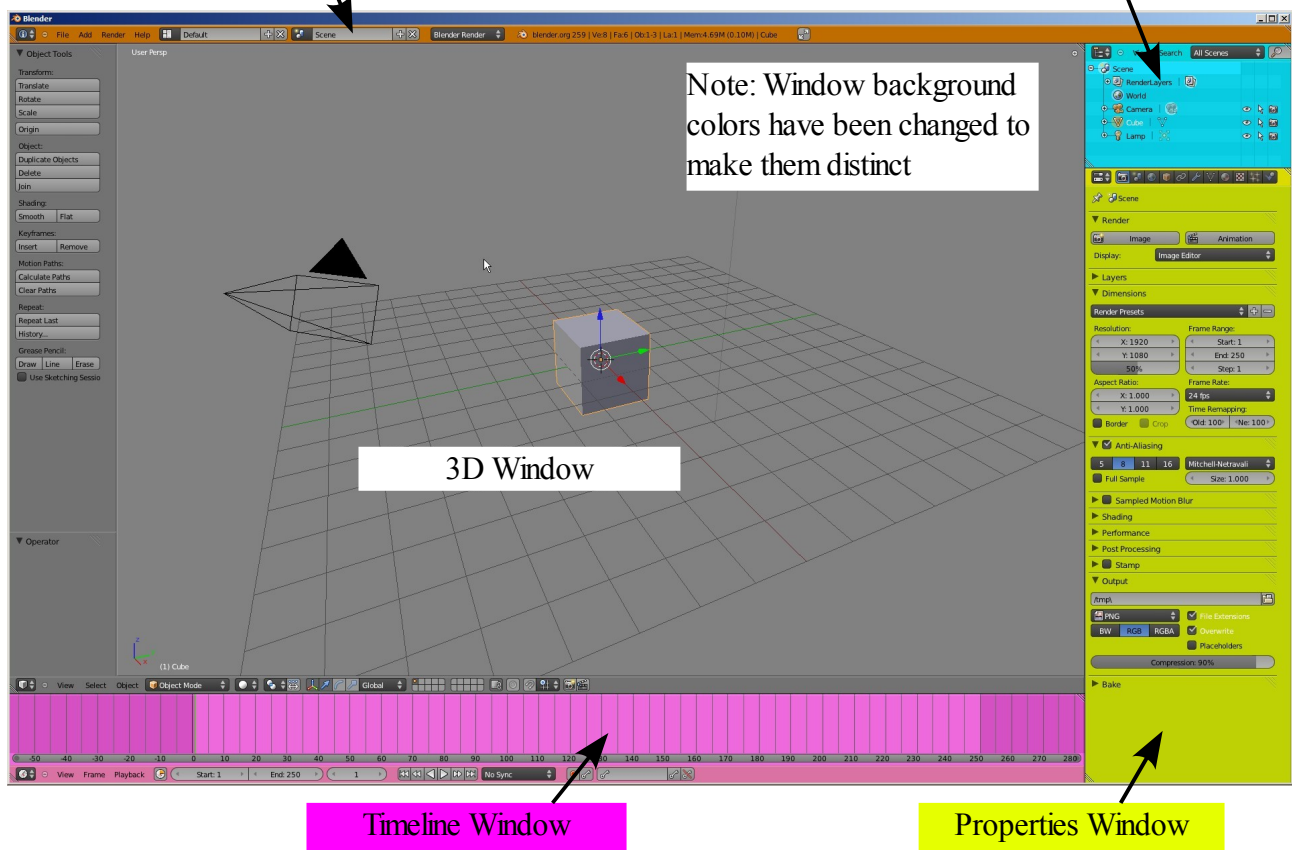 Blender
File Add Render Help Default Scene Blender Render blender.org 259 | Ve:8 | Fa:6 | Ob:1-3 | La:1 | Mem:4.69M (0.10M) | Cube
Object Tools
Transform:
Translate
Rotate
Scale
Origin
Object:
Duplicate Objects
Delete
Join
Shading:
Smooth Flat
Keyframes:
Insert Remove
Motion Paths:
Calculate Paths
Clear Paths
Repeat:
Repeat Last
History...
Grease Pencil:
Draw Line Erase
Use Sketching Sessio
Operator
User Persp
Note: Window background
colors have been changed to
make them distinct
3D Window
z
x
(1) Cube
View Select Object Object Mode Global
Search All Scenes
Scene
RenderLayers |
World
Camera |
Cube |
Lamp |
Scene
Render
Image Animation
Display: Image Editor
Layers
Dimensions
Render Presets
Resolution: Frame Range:
X: 1920 Start: 1
Y: 1080 End: 250
50% Step: 1
Aspect Ratio: Frame Rate:
X: 1.000 24 fps
Y: 1.000 Time Remapping:
Border Crop Old: 100 Ne: 100
Anti-Aliasing
5 8 11 16 Mitchell-Netravali
Full Sample Size: 1.000
Sampled Motion Blur
Shading
Performance
Post Processing
Stamp
Output
/tmp\
PNG File Extensions
BW RGB RGBA Overwrite
Placeholders
Compression: 90%
Bake
-50 -40 -30 -20 -10 0 10 20 30 40 50 60 70 80 90 100 110 120 130 140 150 160 170 180 190 200 210 220 230 240 250 260 270 280
View Frame Playback Start: 1 End: 250 1 No Sync
Timeline Window
Properties Window